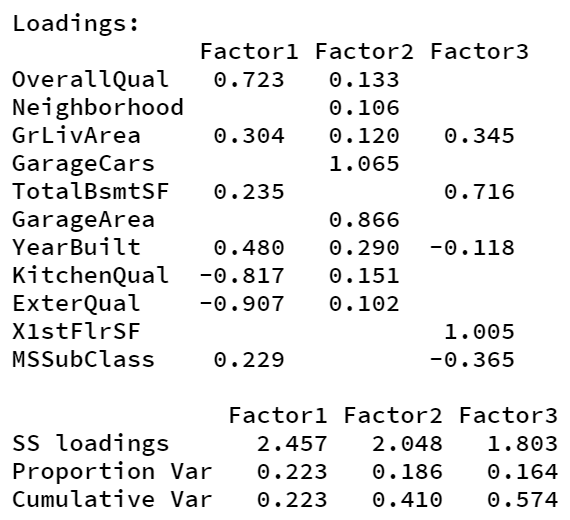 Loadings:
Factor1 Factor2 Factor3
OverallQual 0.723 0.133
Neighborhood 0.106
GrLivArea 0.304 0.120 0.345
GarageCars 1.065
TotalBsmtSF 0.235 0.716
GarageArea 0.866
YearBuilt 0.480 0.290 -0.118
KitchenQual -0.817 0.151
ExterQual -0.907 0.102
X1stFlrSF 1.005
MSSubClass 0.229 -0.365
Factor1 Factor2 Factor3
SS loadings 2.457 2.048 1.803
Proportion Var 0.223 0.186 0.164
Cumulative Var 0.223 0.410 0.574